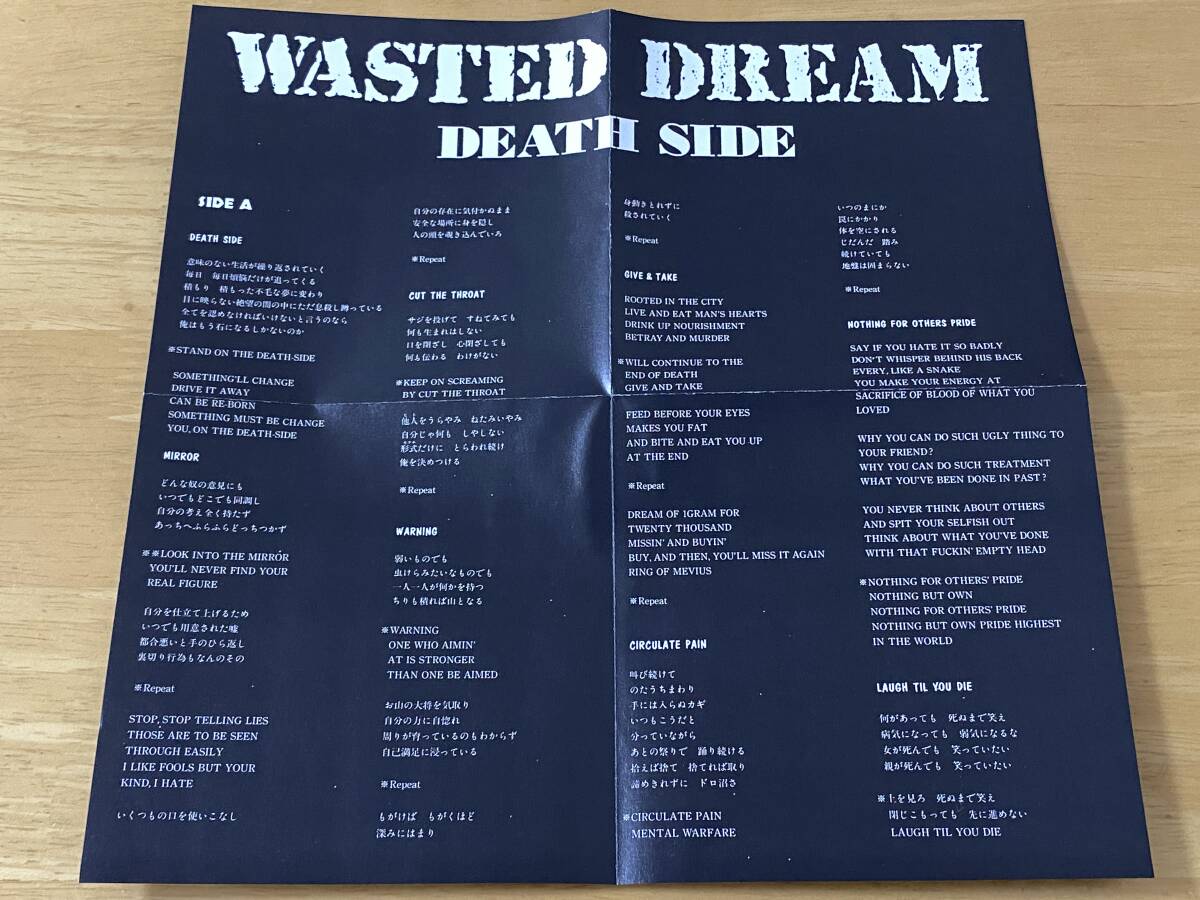 WASTED DREAM
DEATH SIDE
SIDE A
DEATH SIDE
意味のない生活が繰り返されていく
毎日　毎日煩悩だけが追ってくる
積もり　積もった不毛な夢に変わり
目に映らない絶望の闇の中にただ息殺し蹲っている
全てを認めなければいけないと言うのなら
俺はもう石になるしかないのか
※STAND ON THE DEATH-SIDE
SOMETHING'LL CHANGE
DRIVE IT AWAY
CAN BE RE-BORN
SOMETHING MUST BE CHANGE
YOU, ON THE DEATH-SIDE
MIRROR
どんな奴の意見にも
いつでもどこでも同調し
自分の考え全く持たず
あっちへふらふらどっちつかず
※※LOOK INTO THE MIRROR
YOU'LL NEVER FIND YOUR
REAL FIGURE
自分を仕立て上げるため
いつでも用意された嘘
都合悪いと手のひら返し
裏切り行為もなんのその
※Repeat
STOP, STOP TELLING LIES
THOSE ARE TO BE SEEN
THROUGH EASILY
I LIKE FOOLS BUT YOUR
KIND, I HATE
いくつもの口を使いこなし
自分の存在に気付かぬまま
安全な場所に身を隠し
人の頭を覗き込んでいろ
※Repeat
CUT THE THROAT
サジを投げて　すねてみても
何も生まれはしない
口を閉ざし　心閉ざしても
何も伝わる　わけがない
※KEEP ON SCREAMING
BY CUT THE THROAT
他人をうらやみ　ねたみいやみ
自分じゃ何も　しやしない
形式だけに　とらわれ続け
俺を決めつける
※Repeat
WARNING
弱いものでも
虫けらみたいなものでも
一人一人が何かを持つ
ちりも積れば山となる
※WARNING
ONE WHO AIMIN'
AT IS STRONGER
THAN ONE BE AIMED
お山の大将を気取り
自分の力に自惚れ
周りが育っているのもわからず
自己満足に浸っている
※Repeat
もがけば　もがくほど
深みにはまり
身動きとれずに
殺されていく
※Repeat
GIVE & TAKE
ROOTED IN THE CITY
LIVE AND EAT MAN'S HEARTS
DRINK UP NOURISHMENT
BETRAY AND MURDER
※WILL CONTINUE TO THE
END OF DEATH
GIVE AND TAKE
FEED BEFORE YOUR EYES
MAKES YOU FAT
AND BITE AND EAT YOU UP
AT THE END
※Repeat
DREAM OF 1GRAM FOR
TWENTY THOUSAND
MISSIN' AND BUYIN'
BUY, AND THEN, YOU'LL MISS IT AGAIN
RING OF MEVIUS
※Repeat
CIRCULATE PAIN
叫び続けて
のたうちまわり
手には入らぬカギ
いつもこうだと
分っていながら
あとの祭りで　踊り続ける
拾えば捨て　捨てれば取り
諦めきれずに　ドロ沼さ
※CIRCULATE PAIN
MENTAL WARFARE
いつのまにか
罠にかかり
体を空にされる
じだんだ　踏み
続けていても
地盤は固まらない
※Repeat
NOTHING FOR OTHERS PRIDE
SAY IF YOU HATE IT SO BADLY
DON'T WHISPER BEHIND HIS BACK
EVERY, LIKE A SNAKE
YOU MAKE YOUR ENERGY AT
SACRIFICE OF BLOOD OF WHAT YOU
LOVED
WHY YOU CAN DO SUCH UGLY THING TO
YOUR FRIEND?
WHY YOU CAN DO SUCH TREATMENT
WHAT YOU'VE BEEN DONE IN PAST?
YOU NEVER THINK ABOUT OTHERS
AND SPIT YOUR SELFISH OUT
THINK ABOUT WHAT YOU'VE DONE
WITH THAT FUCKIN' EMPTY HEAD
※NOTHING FOR OTHERS' PRIDE
NOTHING BUT OWN
NOTHING FOR OTHERS' PRIDE
NOTHING BUT OWN PRIDE HIGHEST
IN THE WORLD
LAUGH TIL YOU DIE
何があっても　死ぬまで笑え
病気になっても　弱気になるな
女が死んでも　笑っていたい
親が死んでも　笑っていたい
※上を見ろ　死ぬまで笑え
閉じこもっても　先に進めない
LAUGH TIL YOU DIE